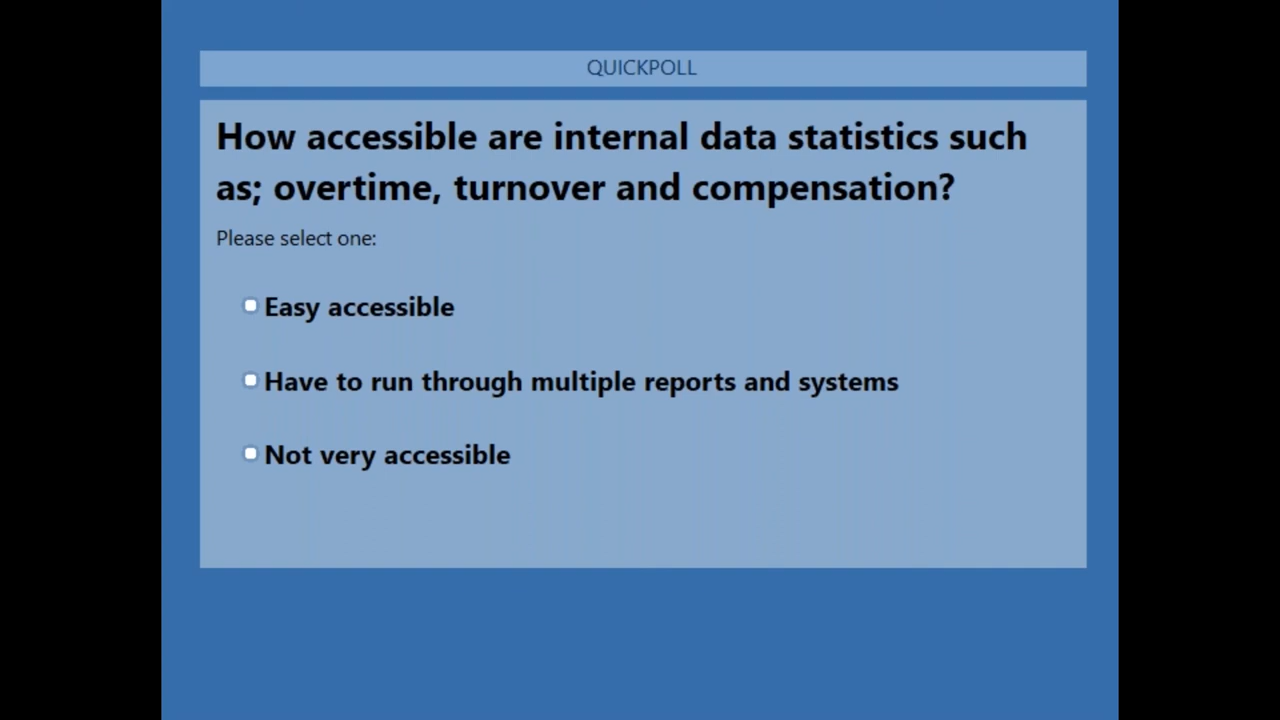 QUICKPOLL
How accessible are internal data statistics such
as; overtime, turnover and compensation?
Please select one:
Easy accessible
Have to run through multiple reports and systems
Not very accessible